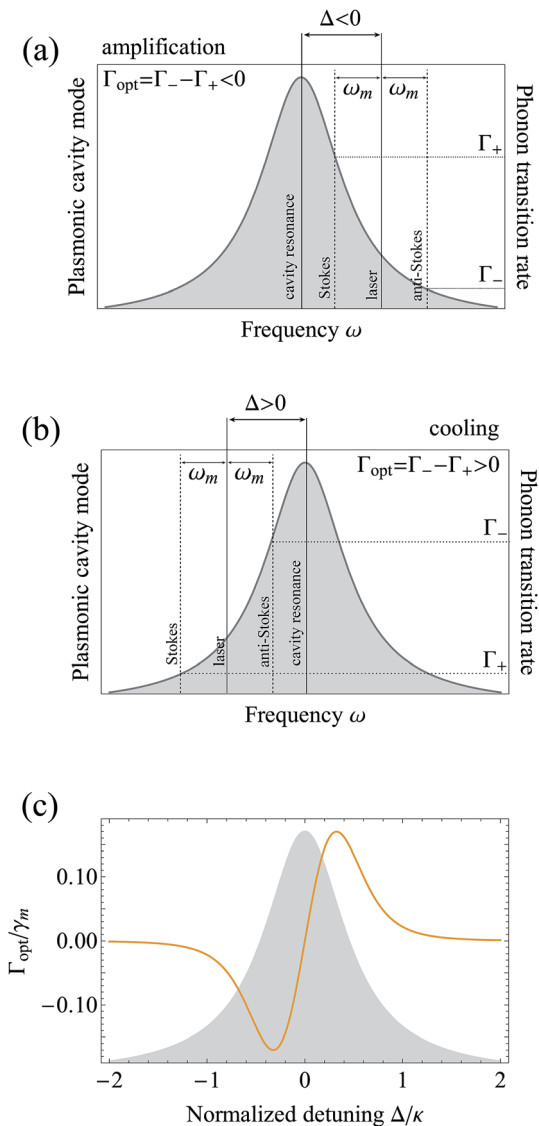 (a)
amplification
Δ<0
Γopt=Γ−−Γ+<0
ωm
ωm
Plasmonic cavity mode
Phonon transition rate
Γ+
Γ−
cavity resonance
Stokes
laser
anti-Stokes
Frequency ω
(b)
Δ>0
cooling
ωm
ωm
Γopt=Γ−−Γ+>0
Plasmonic cavity mode
Phonon transition rate
Γ−
Γ+
Stokes
laser
anti-Stokes
cavity resonance
Frequency ω
(c)
Γopt/γm
0.10
0.00
−0.10
−2
−1
0
1
2
Normalized detuning Δ/κ